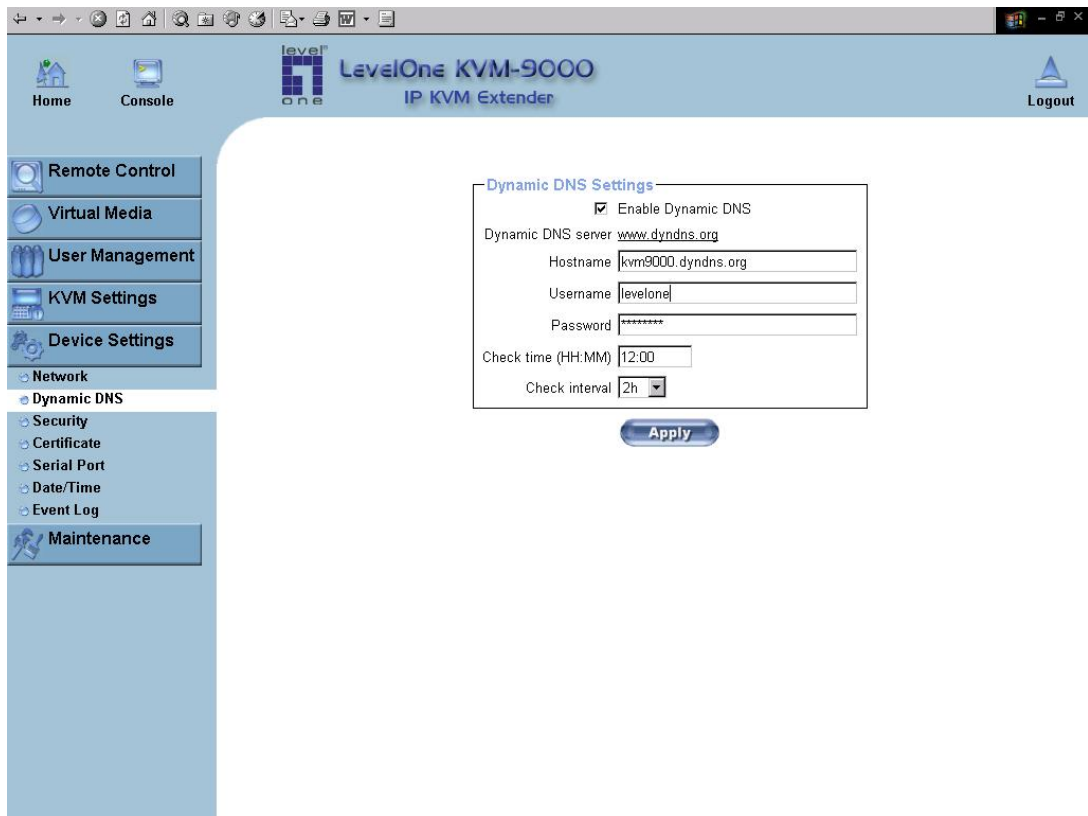 Home
Console
level
one
LevelOne KVM-9000
IP KVM Extender
Logout
Remote Control
Virtual Media
User Management
KVM Settings
Device Settings
Network
Dynamic DNS
Security
Certificate
Serial Port
Date/Time
Event Log
Maintenance
Dynamic DNS Settings
Enable Dynamic DNS
Dynamic DNS server www.dyndns.org
Hostname kvm9000.dyndns.org
Username levelone
Password ********
Check time (HH:MM) 12:00
Check interval 2h
Apply